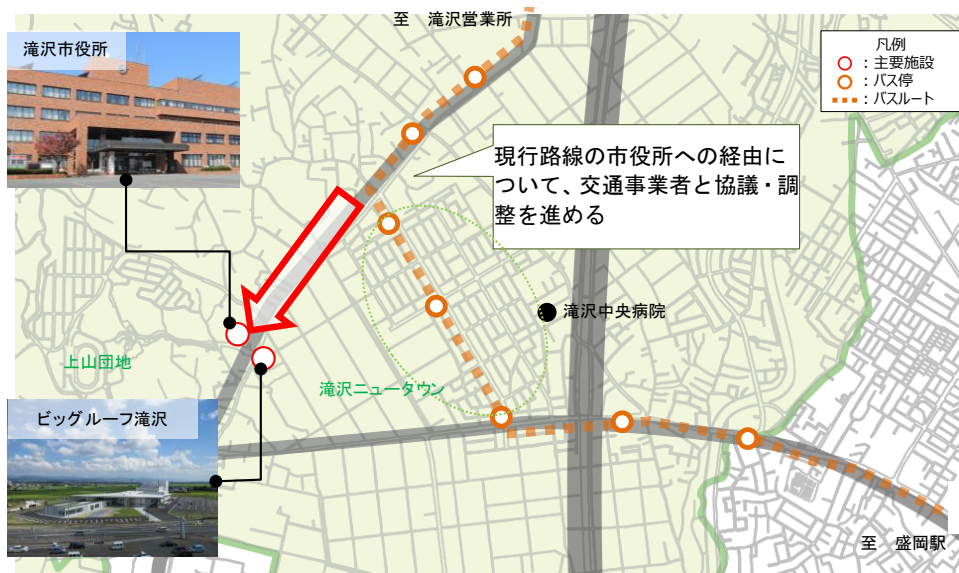 至 滝沢営業所
滝沢市役所
凡例
：主要施設
：バス停
：バスルート
現行路線の市役所への経由に
ついて、交通事業者と協議・調
整を進める
滝沢中央病院
上山団地
滝沢ニュータウン
ビッグルーフ滝沢
至 盛岡駅